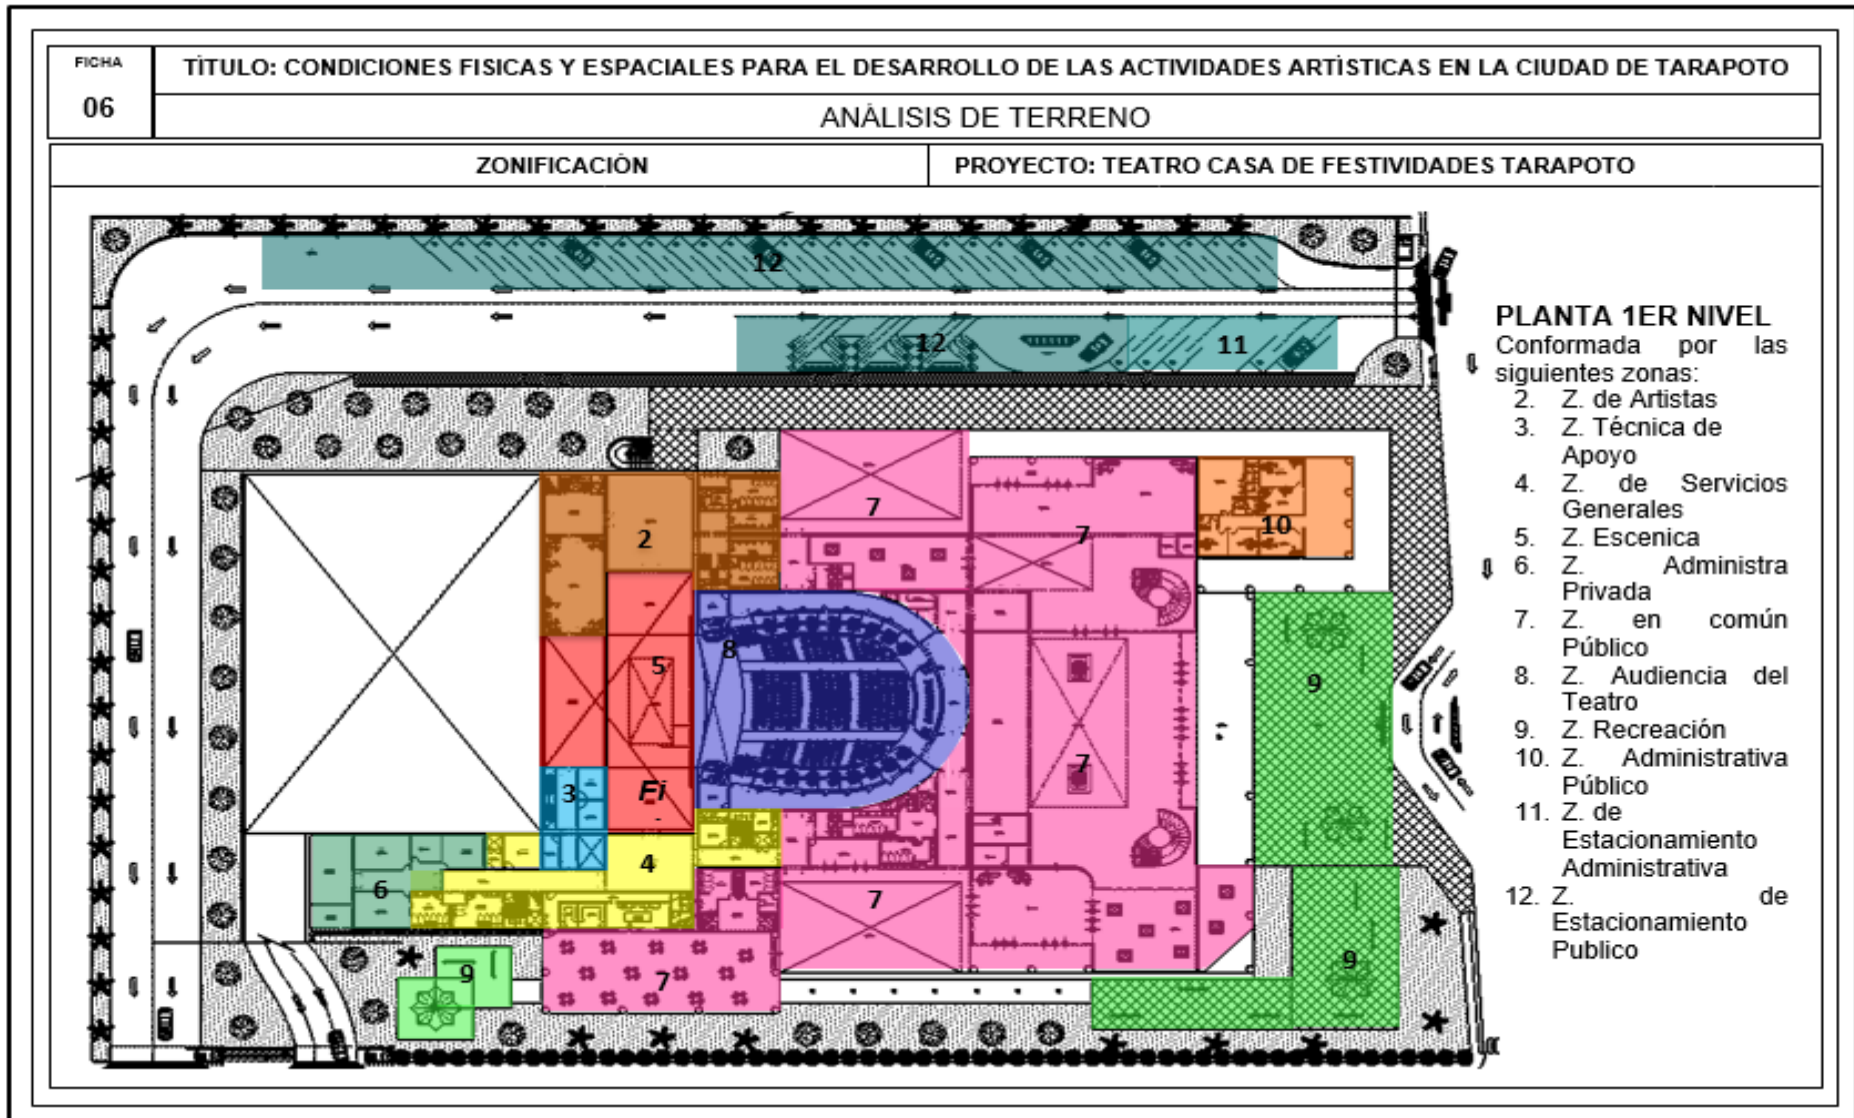 FICHA
06
TÌTULO: CONDICIONES FISICAS Y ESPACIALES PARA EL DESARROLLO DE LAS ACTIVIDADES ARTÌSTICAS EN LA CIUDAD DE TARAPOTO
ANÀLISIS DE TERRENO
ZONIFICACIÒN
PROYECTO: TEATRO CASA DE FESTIVIDADES TARAPOTO
12
12
11
7
7
2
10
5
8
9
7
3
Fi
4
6
7
9
7
9
PLANTA 1ER NIVEL
Conformada por las
siguientes zonas:
2. Z. de Artistas
3. Z. Técnica de
Apoyo
4. Z. de Servicios
Generales
5. Z. Escenica
6. Z. Administra
Privada
7. Z. en común
Público
8. Z. Audiencia del
Teatro
9. Z. Recreación
10. Z. Administrativa
Público
11. Z. de
Estacionamiento
Administrativa
12. Z. de
Estacionamiento
Publico